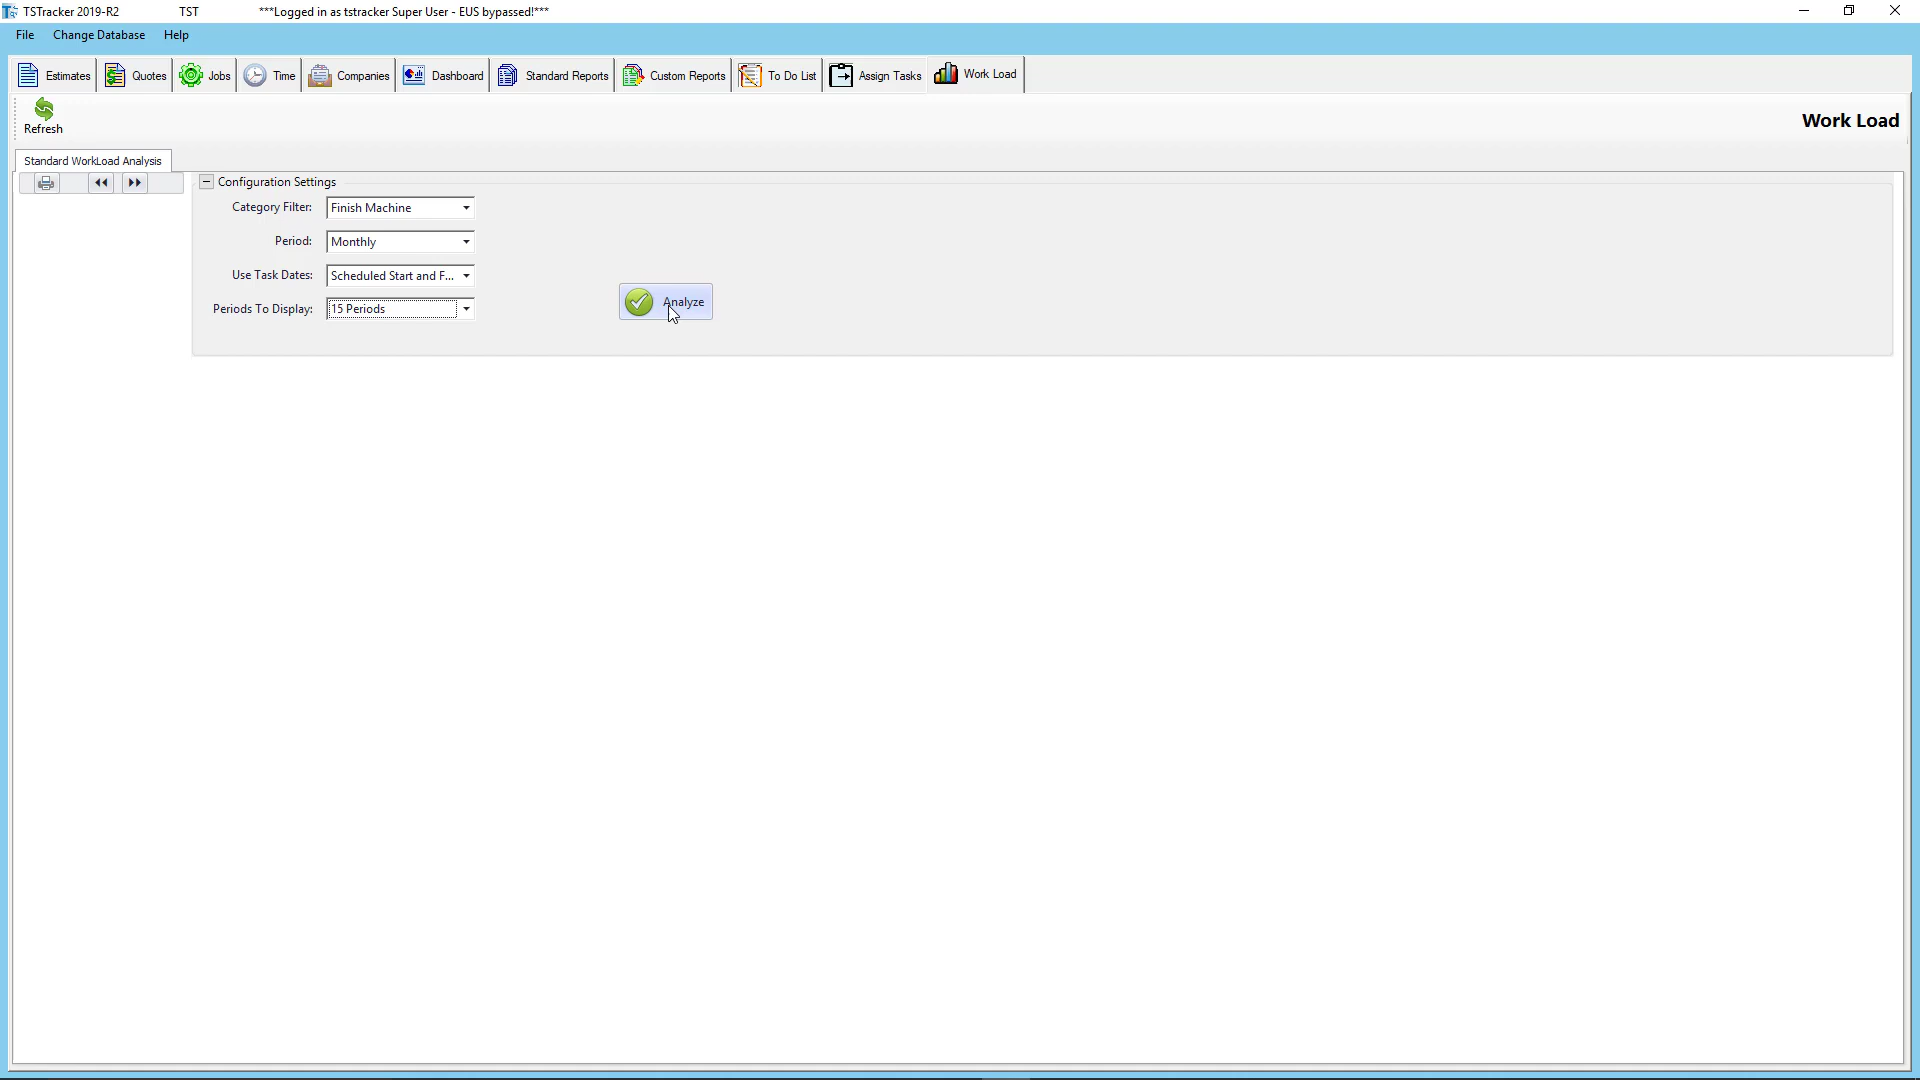 TSTracker 2019-R2 TST ***Logged in as tstracker Super User - EUS bypassed!***
File Change Database Help
Estimates Quotes Jobs Time Companies Dashboard Standard Reports Custom Reports To Do List Assign Tasks Work Load
Refresh
Work Load
Standard WorkLoad Analysis
Configuration Settings
Category Filter: Finish Machine
Period: Monthly
Use Task Dates: Scheduled Start and F...
Periods To Display: 15 Periods
Analyze